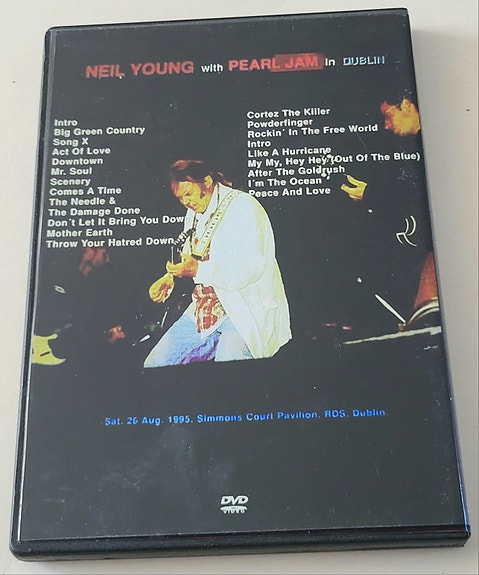 NEIL YOUNG with PEARL JAM In DUBLIN
Intro
Big Green Country
Song X
Act Of Love
Downtown
Mr. Soul
Scenery
Comes A Time
The Needle &
The Damage Done
Don´t Let It Bring You Down
Mother Earth
Throw Your Hatred Down
Cortez The Killer
Powderfinger
Rockin´ In The Free World
Intro
Like A Hurricane
My My, Hey Hey (Out Of The Blue)
After The Goldrush
I´m The Ocean
Peace And Love
Sat. 26 Aug. 1995, Simmons Court Pavilion, RDS, Dublin.
DVD
VIDEO